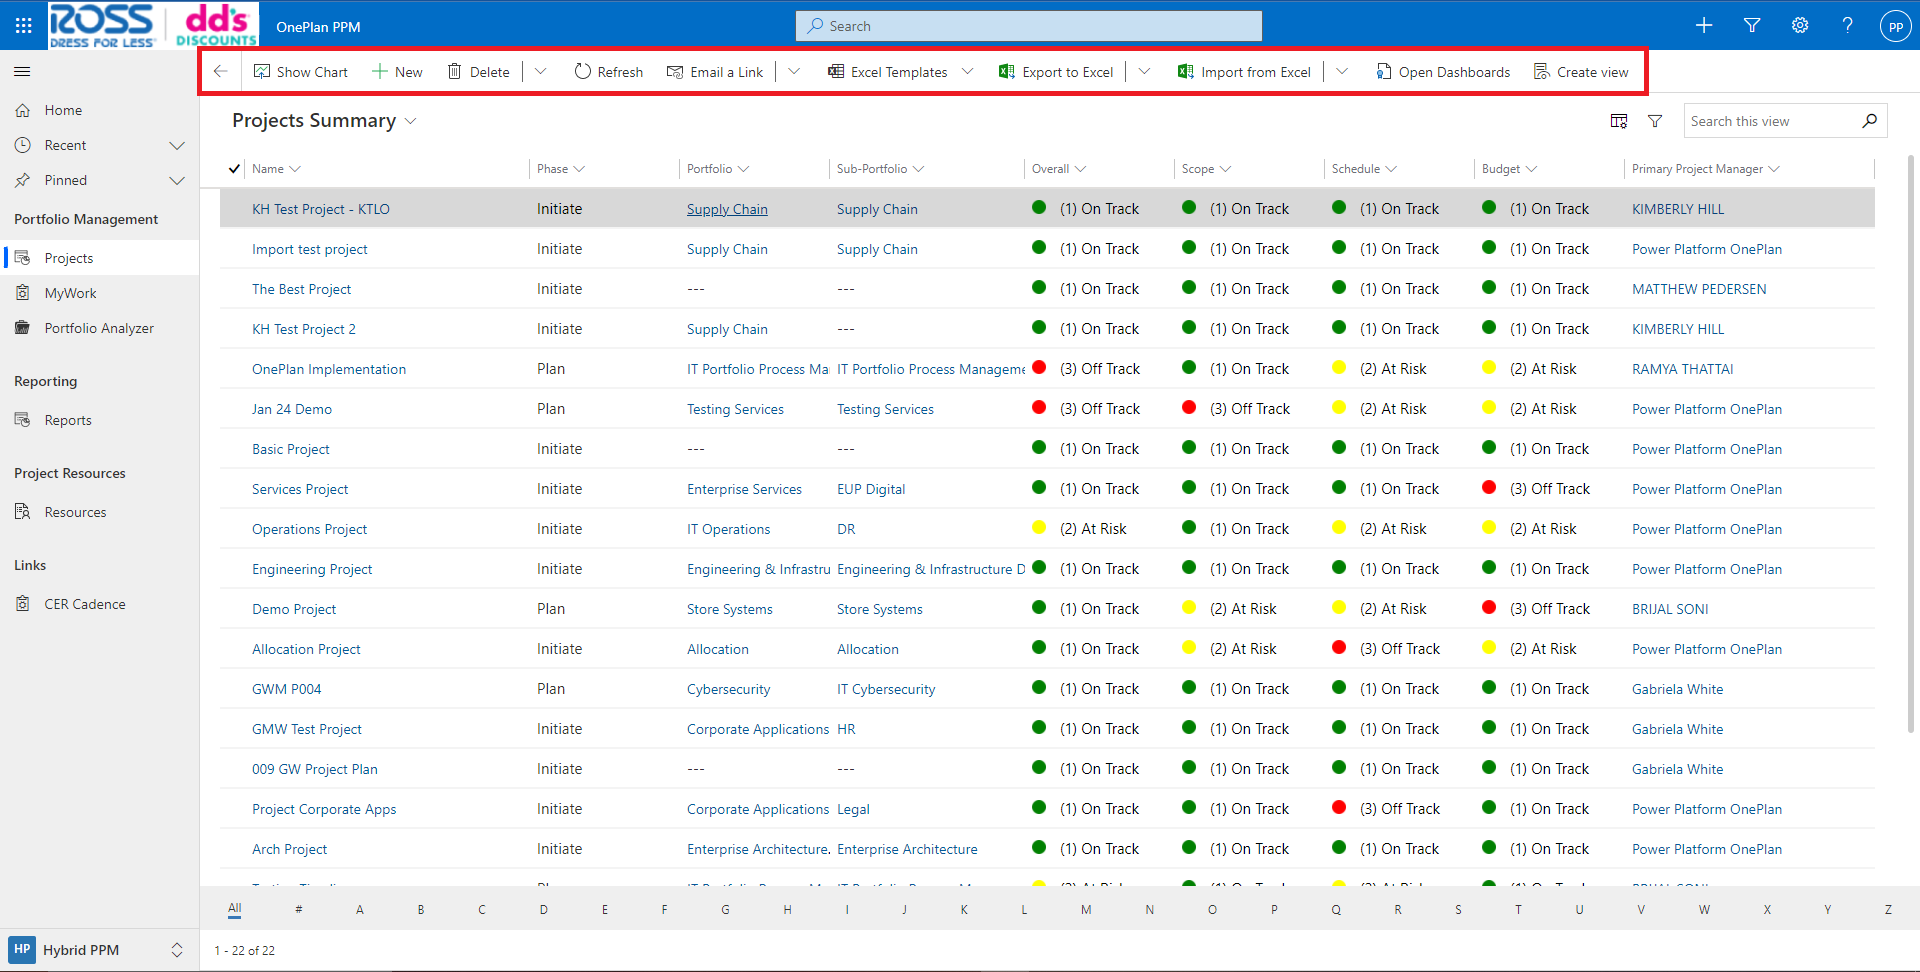 ROSS dd's
DRESS FOR LESS® DISCOUNTS
OnePlan PPM
Search
PP
Show Chart New Delete Refresh Email a Link Excel Templates Export to Excel Import from Excel Open Dashboards Create view
Home
Recent
Pinned
Portfolio Management
Projects
MyWork
Portfolio Analyzer
Reporting
Reports
Project Resources
Resources
Links
CER Cadence
HP Hybrid PPM
Projects Summary
Search this view
Name Phase Portfolio Sub-Portfolio Overall Scope Schedule Budget Primary Project Manager
KH Test Project - KTLO Initiate Supply Chain Supply Chain (1) On Track (1) On Track (1) On Track (1) On Track KIMBERLY HILL
Import test project Initiate Supply Chain Supply Chain (1) On Track (1) On Track (1) On Track (1) On Track Power Platform OnePlan
The Best Project Initiate --- --- (1) On Track (1) On Track (1) On Track (1) On Track MATTHEW PEDERSEN
KH Test Project 2 Initiate Supply Chain --- (1) On Track (1) On Track (1) On Track (1) On Track KIMBERLY HILL
OnePlan Implementation Plan IT Portfolio Process Ma IT Portfolio Process Manageme (3) Off Track (1) On Track (2) At Risk (2) At Risk RAMYA THATTAI
Jan 24 Demo Plan Testing Services Testing Services (3) Off Track (3) Off Track (2) At Risk (2) At Risk Power Platform OnePlan
Basic Project Initiate --- --- (1) On Track (1) On Track (1) On Track (1) On Track Power Platform OnePlan
Services Project Initiate Enterprise Services EUP Digital (1) On Track (1) On Track (1) On Track (3) Off Track Power Platform OnePlan
Operations Project Initiate IT Operations DR (2) At Risk (1) On Track (2) At Risk (2) At Risk Power Platform OnePlan
Engineering Project Initiate Engineering & Infrastru Engineering & Infrastructure D (1) On Track (1) On Track (1) On Track (1) On Track Power Platform OnePlan
Demo Project Plan Store Systems Store Systems (1) On Track (2) At Risk (2) At Risk (3) Off Track BRIJAL SONI
Allocation Project Initiate Allocation Allocation (1) On Track (2) At Risk (3) Off Track (2) At Risk Power Platform OnePlan
GWM P004 Plan Cybersecurity IT Cybersecurity (1) On Track (1) On Track (1) On Track (1) On Track Gabriela White
GMW Test Project Initiate Corporate Applications HR (1) On Track (1) On Track (1) On Track (1) On Track Gabriela White
009 GW Project Plan Initiate --- --- (1) On Track (1) On Track (1) On Track (1) On Track Gabriela White
Project Corporate Apps Initiate Corporate Applications Legal (1) On Track (1) On Track (3) Off Track (1) On Track Power Platform OnePlan
Arch Project Initiate Enterprise Architecture. Enterprise Architecture (1) On Track (1) On Track (1) On Track (1) On Track Power Platform OnePlan
All # A B C D E F G H I J K L M N O P Q R S T U V W X Y Z
1 - 22 of 22